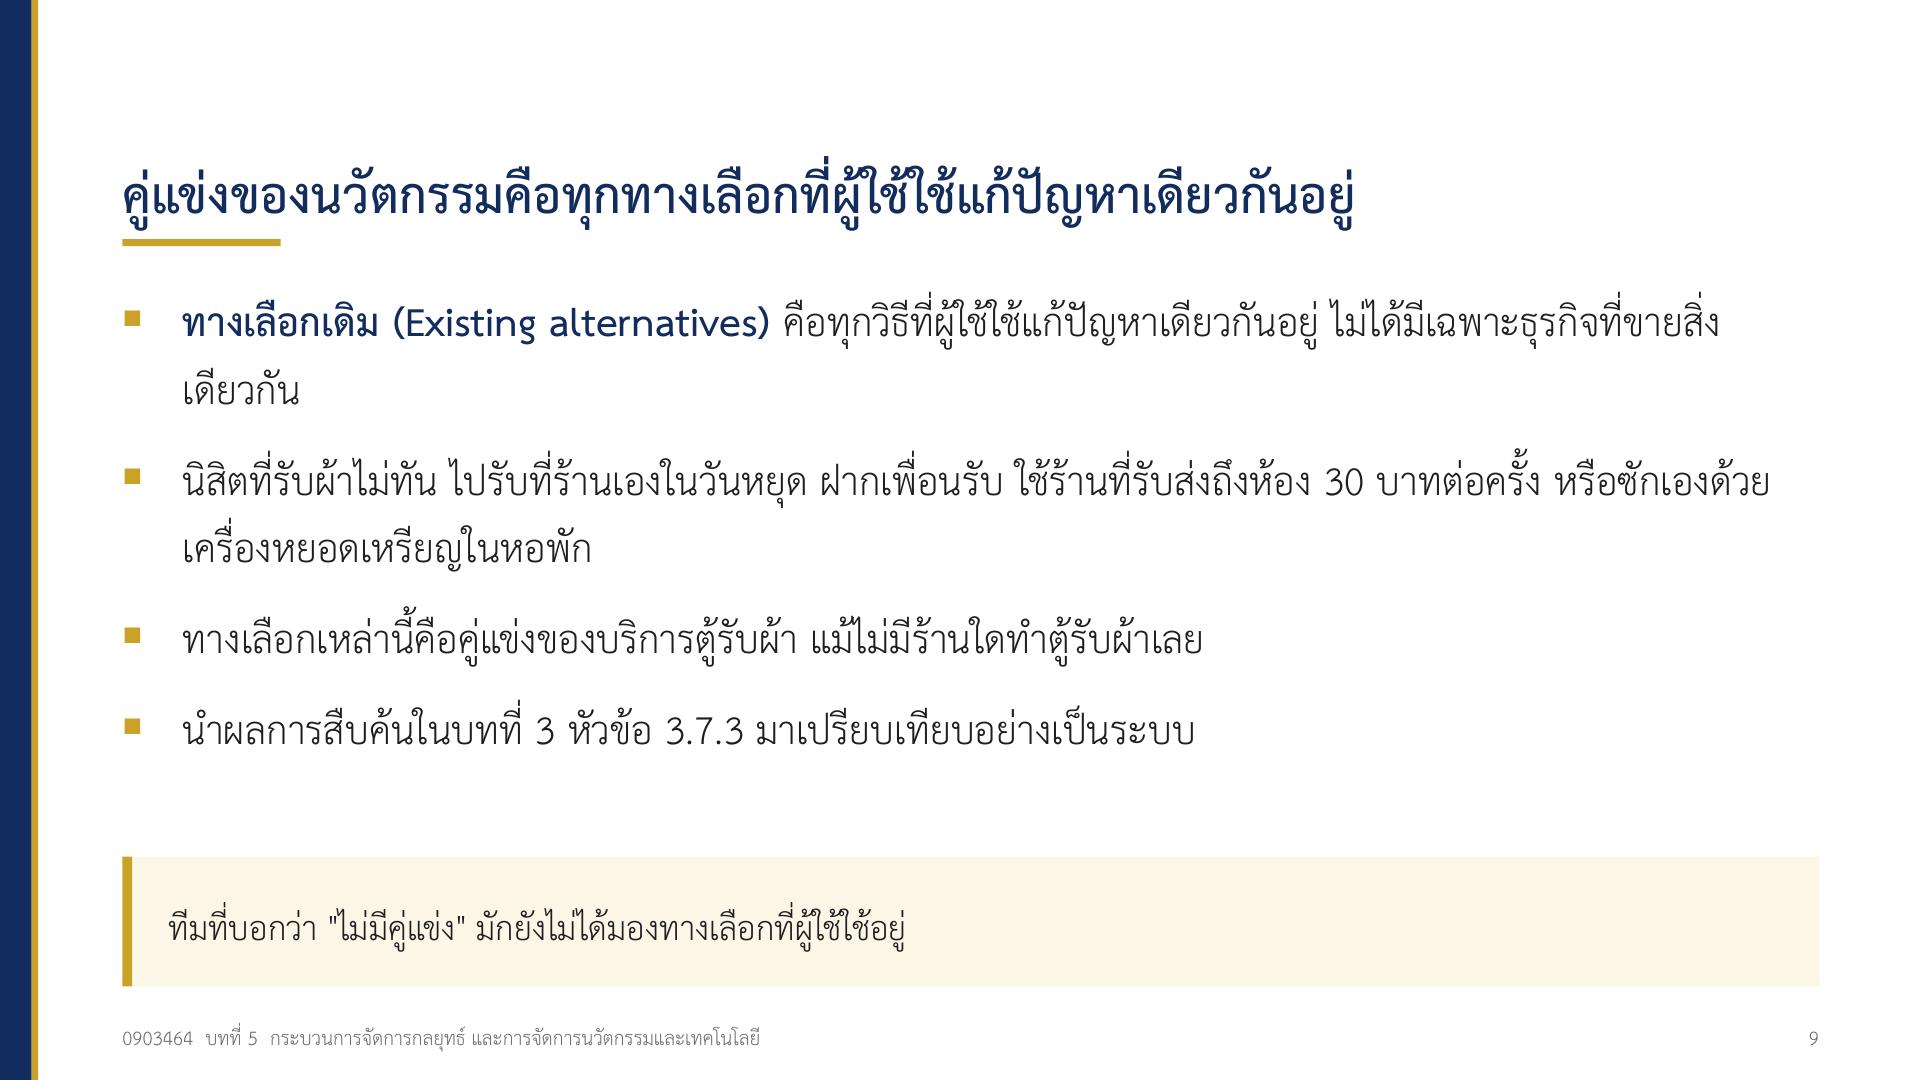 คู่แข่งของนวัตกรรมคือทุกทางเลือกที่ผู้ใช้ใช้แก้ปัญหาเดียวกันอยู่
ทางเลือกเดิม (Existing alternatives) คือทุกวิธีที่ผู้ใช้ใช้แก้ปัญหาเดียวกันอยู่ ไม่ได้มีเฉพาะธุรกิจที่ขายสิ่ง
เดียวกัน
นิสิตที่รับผ้าไม่ทัน ไปรับที่ร้านเองในวันหยุด ฝากเพื่อนรับ ใช้ร้านที่รับส่งถึงห้อง 30 บาทต่อครั้ง หรือซักเองด้วย
เครื่องหยอดเหรียญในหอพัก
ทางเลือกเหล่านี้คือคู่แข่งของบริการตู้รับผ้า แม้ไม่มีร้านใดทำตู้รับผ้าเลย
นำผลการสืบค้นในบทที่ 3 หัวข้อ 3.7.3 มาเปรียบเทียบอย่างเป็นระบบ
ทีมที่บอกว่า "ไม่มีคู่แข่ง" มักยังไม่ได้มองทางเลือกที่ผู้ใช้ใช้อยู่
0903464 บทที่ 5 กระบวนการจัดการกลยุทธ์ และการจัดการนวัตกรรมและเทคโนโลยี
9